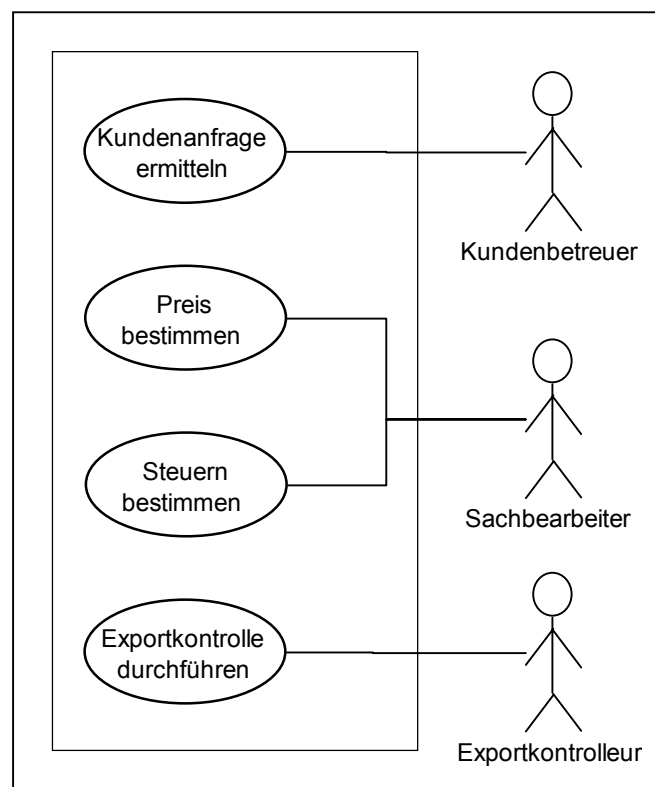 Kundenanfrage
ermitteln
Kundenbetreuer
Preis
bestimmen
Steuern
bestimmen
Sachbearbeiter
Exportkontrolle
durchführen
Exportkontrolleur